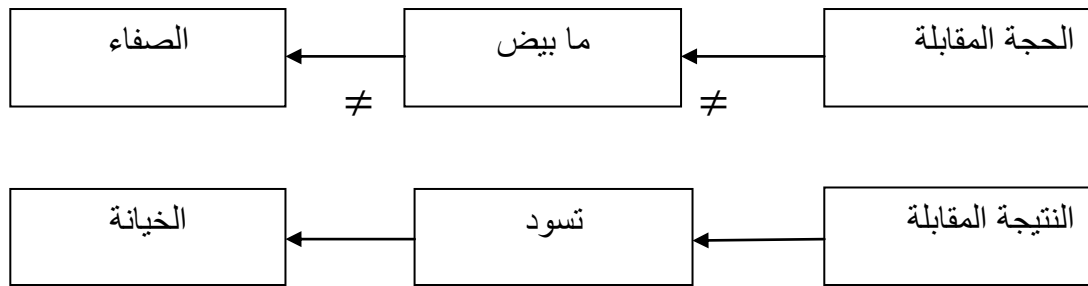 الحجة المقابلة
ما بيض
الصفاء
≠
≠
النتيجة المقابلة
تسود
الخيانة